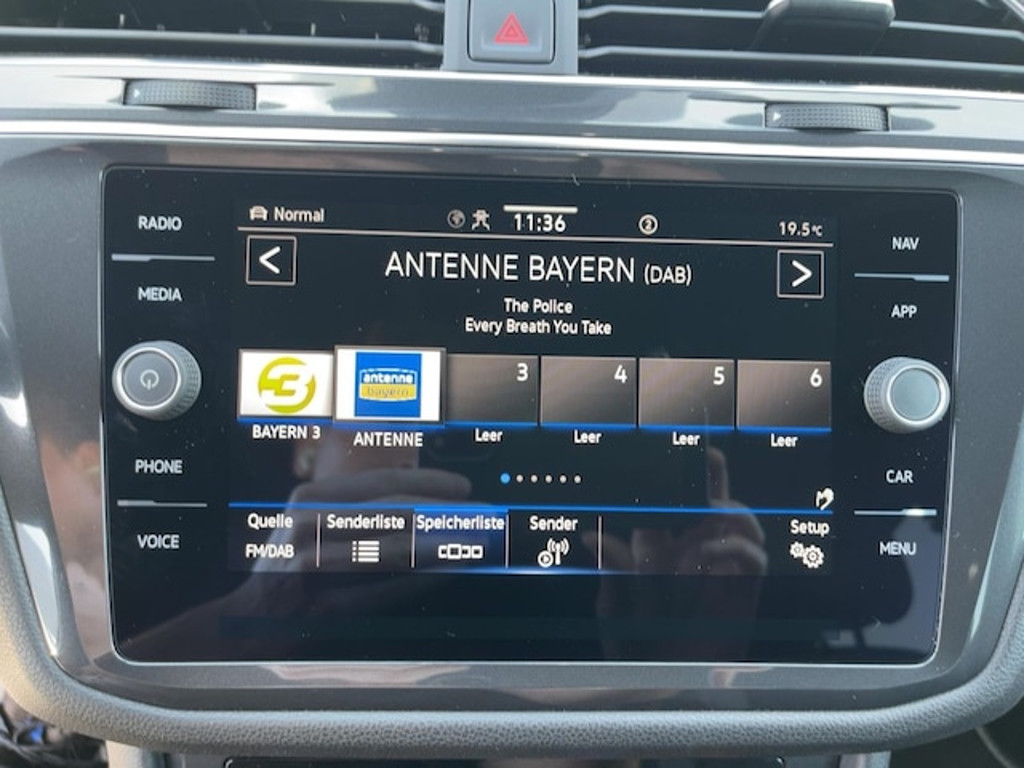 RADIO
MEDIA
PHONE
VOICE
Normal
11:36
2
19.5°C
< ANTENNE BAYERN (DAB) >
The Police
Every Breath You Take
3
antenne
bayern
3
4
5
6
BAYERN 3
ANTENNE
Leer
Leer
Leer
Leer
Quelle
FM/DAB
Senderliste
Speicherliste
Sender
Setup
NAV
APP
CAR
MENU